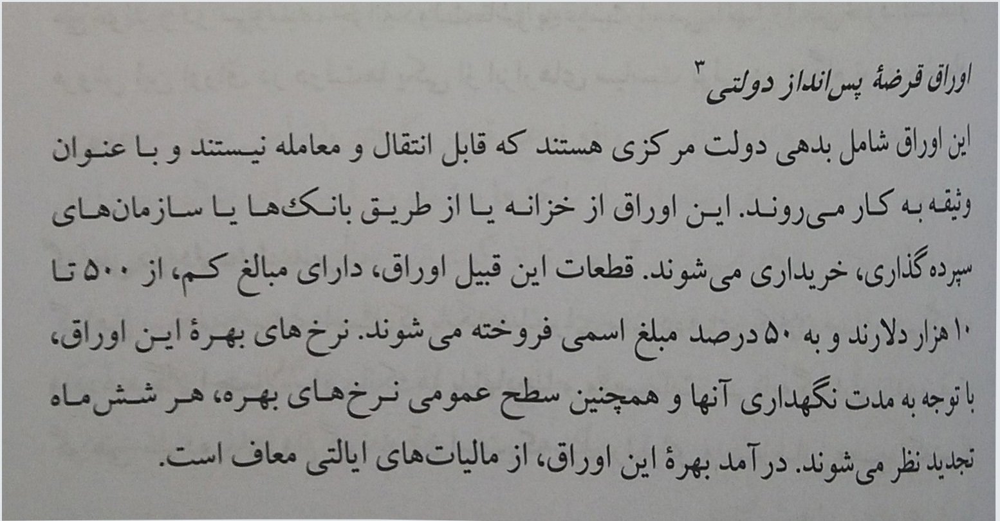 اوراق قرضهٔ پس‌انداز دولتی۳
این اوراق شامل بدهی دولت مرکزی هستند که قابل انتقال و معامله نیستند و با عنوان
وثیقه به کار می‌روند. این اوراق از خزانه یا از طریق بانک‌ها یا سازمان‌های
سپرده‌گذاری، خریداری می‌شوند. قطعات این قبیل اوراق، دارای مبالغ کم، از ۵۰۰ تا
۱۰ هزار دلارند و به ۵۰ درصد مبلغ اسمی فروخته می‌شوند. نرخ‌های بهرهٔ این اوراق،
با توجه به مدت نگهداری آنها و همچنین سطح عمومی نرخ‌های بهره، هر شش‌ماه
تجدید نظر می‌شوند. درآمد بهرهٔ این اوراق، از مالیات‌های ایالتی معاف است.